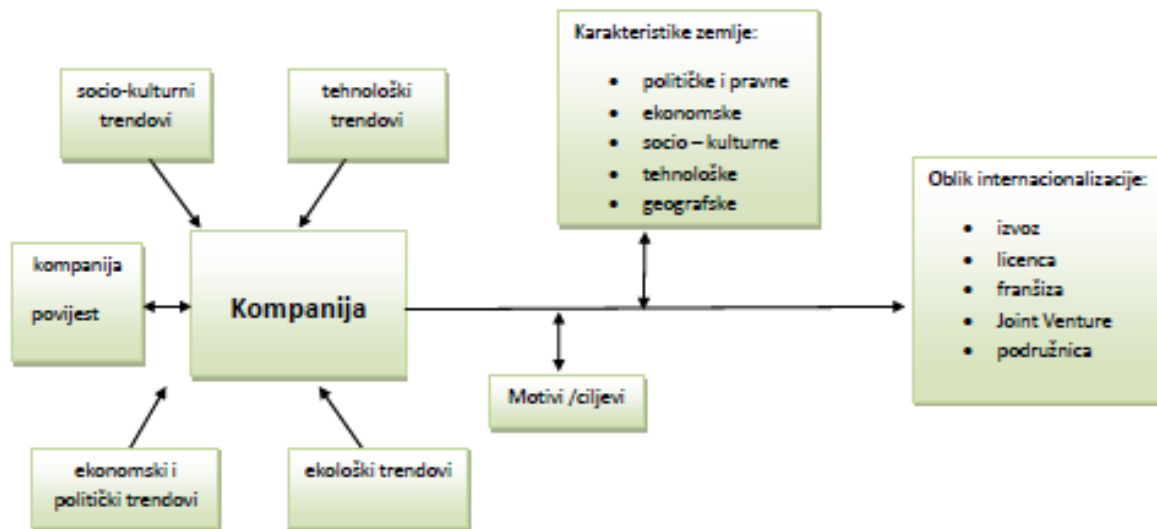 socio-kulturni
trendovi
tehnološki
trendovi
Karakteristike zemlje:
• političke i pravne
• ekonomske
• socio – kulturne
• tehnološke
• geografske
Oblik internacionalizacije:
• izvoz
• licenca
• franšiza
• Joint Venture
• podružnica
kompanija
povijest
Kompanija
Motivi /ciljevi
ekonomski i
politički trendovi
ekološki trendovi